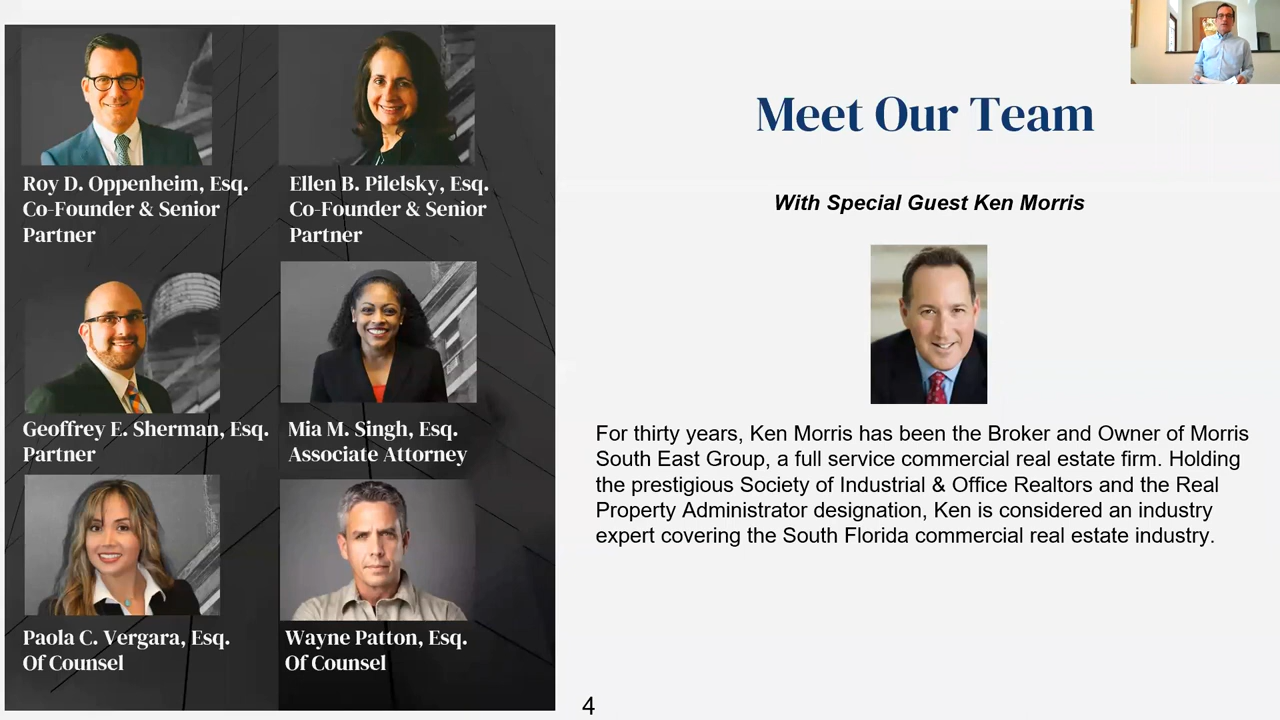 Roy D. Oppenheim, Esq.
Co-Founder & Senior
Partner
Ellen B. Pilelsky, Esq.
Co-Founder & Senior
Partner
Geoffrey E. Sherman, Esq.
Partner
Mia M. Singh, Esq.
Associate Attorney
Paola C. Vergara, Esq.
Of Counsel
Wayne Patton, Esq.
Of Counsel
Meet Our Team
With Special Guest Ken Morris
For thirty years, Ken Morris has been the Broker and Owner of Morris
South East Group, a full service commercial real estate firm. Holding
the prestigious Society of Industrial & Office Realtors and the Real
Property Administrator designation, Ken is considered an industry
expert covering the South Florida commercial real estate industry.
4